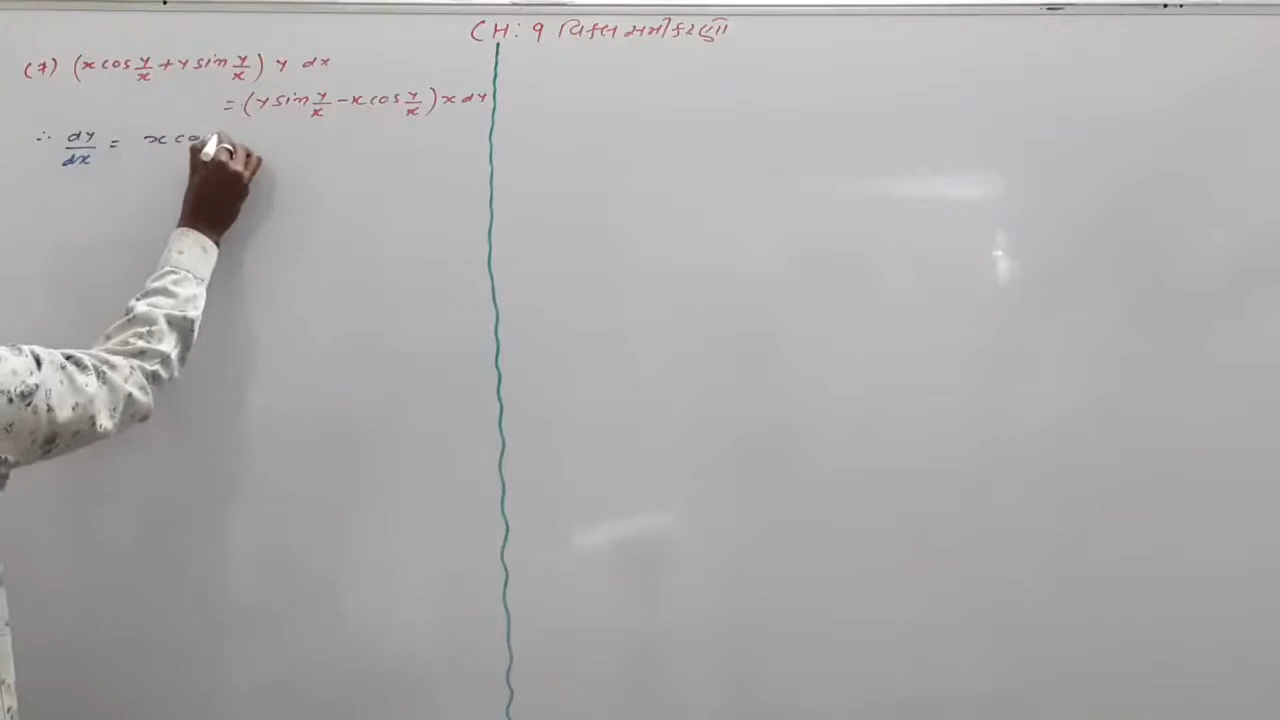 CH: 9 વિકલ સમીકરણો
(7) (x cos y/x + y sin y/x) y dx
= (y sin y/x - x cos y/x) x dy
∴ dy/dx = x co